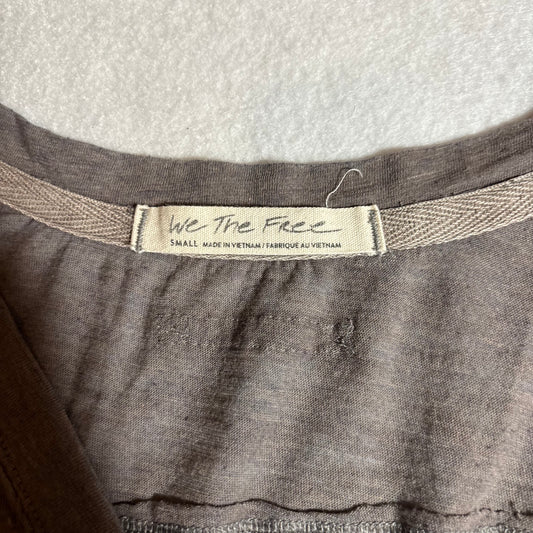 We The Free
SMALL MADE IN VIETNAM / FABRIQUE AU VIETNAM